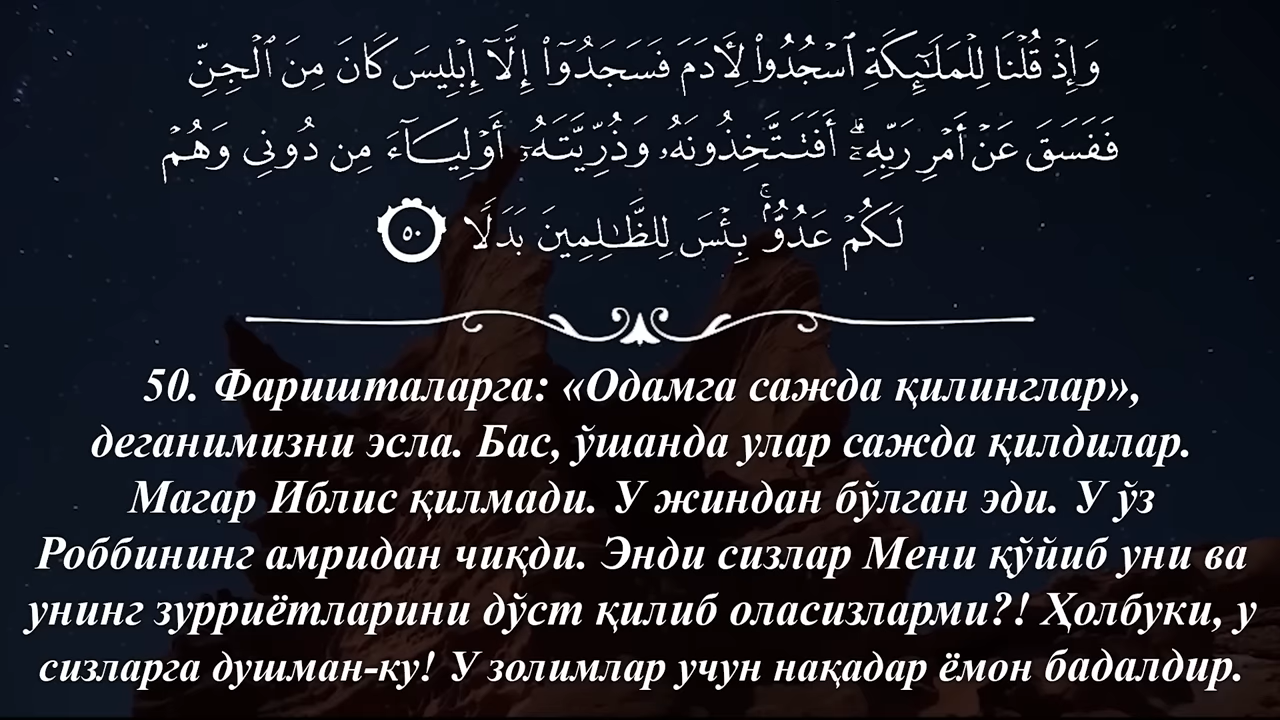 وَإِذۡ قُلۡنَا لِلۡمَلَـٰٓئِكَةِ ٱسۡجُدُواْ لِأٓدَمَ فَسَجَدُوٓاْ إِلَّآ إِبۡلِيسَ كَانَ مِنَ ٱلۡجِنِّ
فَفَسَقَ عَنۡ أَمۡرِ رَبِّهِۦٓۗ أَفَتَتَّخِذُونَهُۥ وَذُرِّيَّتَهُۥٓ أَوۡلِيَآءَ مِن دُونِى وَهُمۡ
لَكُمۡ عَدُوُّۢۚ بِئۡسَ لِلظَّـٰلِمِينَ بَدَلًا ٥٠
50. Фаришталарга: «Одамга сажда қилинглар»,
деганимизни эсла. Бас, ўшанда улар сажда қилдилар.
Магар Иблис қилмади. У жиндан бўлган эди. У ўз
Роббининг амридан чиқди. Энди сизлар Мени қўйиб уни ва
унинг зурриётларини дўст қилиб оласизларми?! Ҳолбуки, у
сизларга душман-ку! У золимлар учун нақадар ёмон бадалдир.